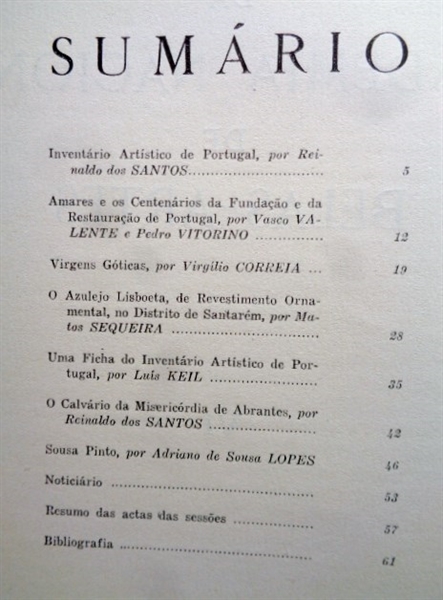 SUMÁRIO
Inventário Artístico de Portugal, por Rei-
naldo dos SANTOS................................ 5
Amares e os Centenários da Fundação e da
Restauração de Portugal, por Vasco VA-
LENTE e Pedro VITORINO ............... 12
Virgens Góticas, por Virgílio CORREIA ... 19
O Azulejo Lisboeta, de Revestimento Orna-
mental, no Distrito de Santarém, por Ma-
tos SEQUEIRA ................................ 28
Uma Ficha do Inventário Artístico de Por-
tugal, por Luis KEIL ....................... 35
O Calvário da Misericórdia de Abrantes, por
Reinaldo dos SANTOS ....................... 42
Sousa Pinto, por Adriano de Sousa LOPES 46
Noticiário ........................................ 53
Resumo das actas das sessões ................ 57
Bibliografia ...................................... 61